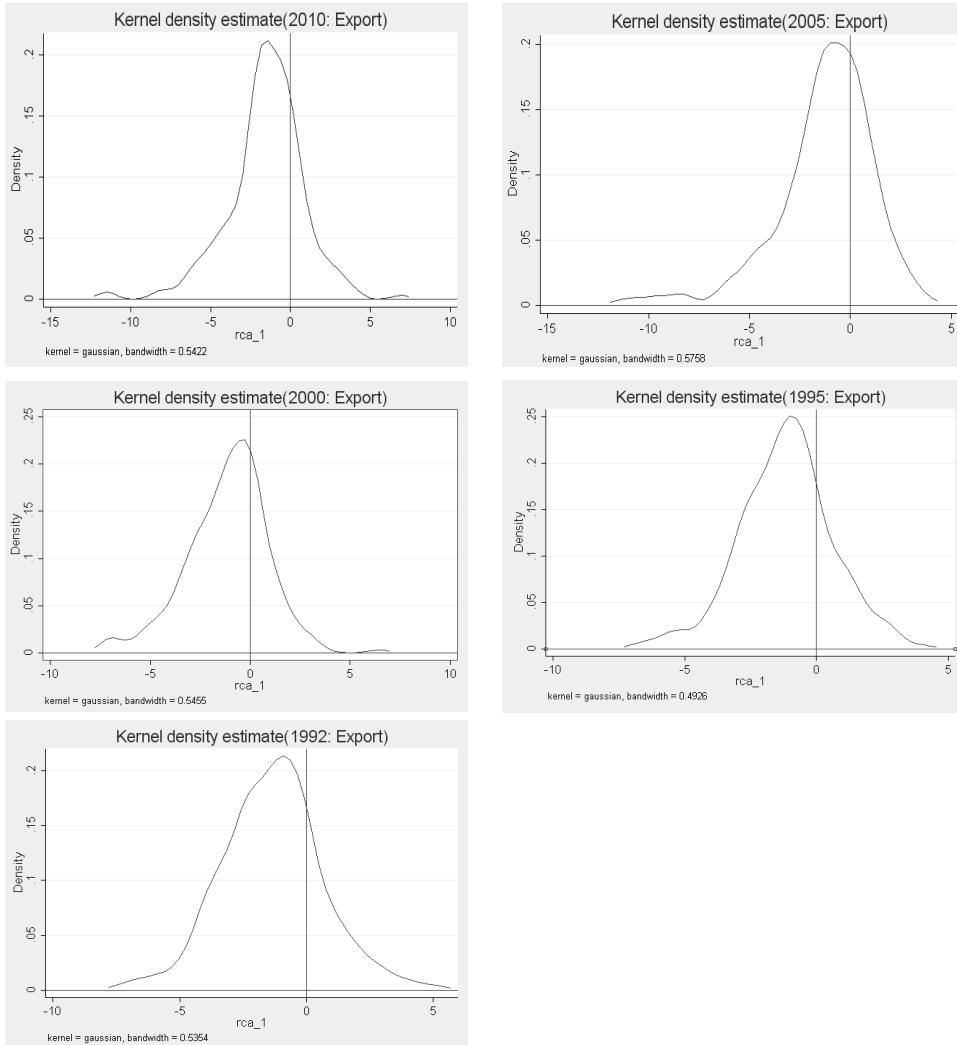 Kernel density estimate(2010: Export)
Density
0
.05
.1
.15
.2
-15
-10
-5
0
5
10
rca_1
kernel = gaussian, bandwidth = 0.5422
Kernel density estimate(2005: Export)
Density
0
.05
.1
.15
.2
-15
-10
-5
0
5
rca_1
kernel = gaussian, bandwidth = 0.5758
Kernel density estimate(2000: Export)
Density
0
.05
.1
.15
.2
.25
-10
-5
0
5
10
rca_1
kernel = gaussian, bandwidth = 0.5455
Kernel density estimate(1995: Export)
Density
0
.05
.1
.15
.2
.25
-10
-5
0
5
rca_1
kernel = gaussian, bandwidth = 0.4926
Kernel density estimate(1992: Export)
Density
0
.05
.1
.15
.2
-10
-5
0
5
rca_1
kernel = gaussian, bandwidth = 0.5354